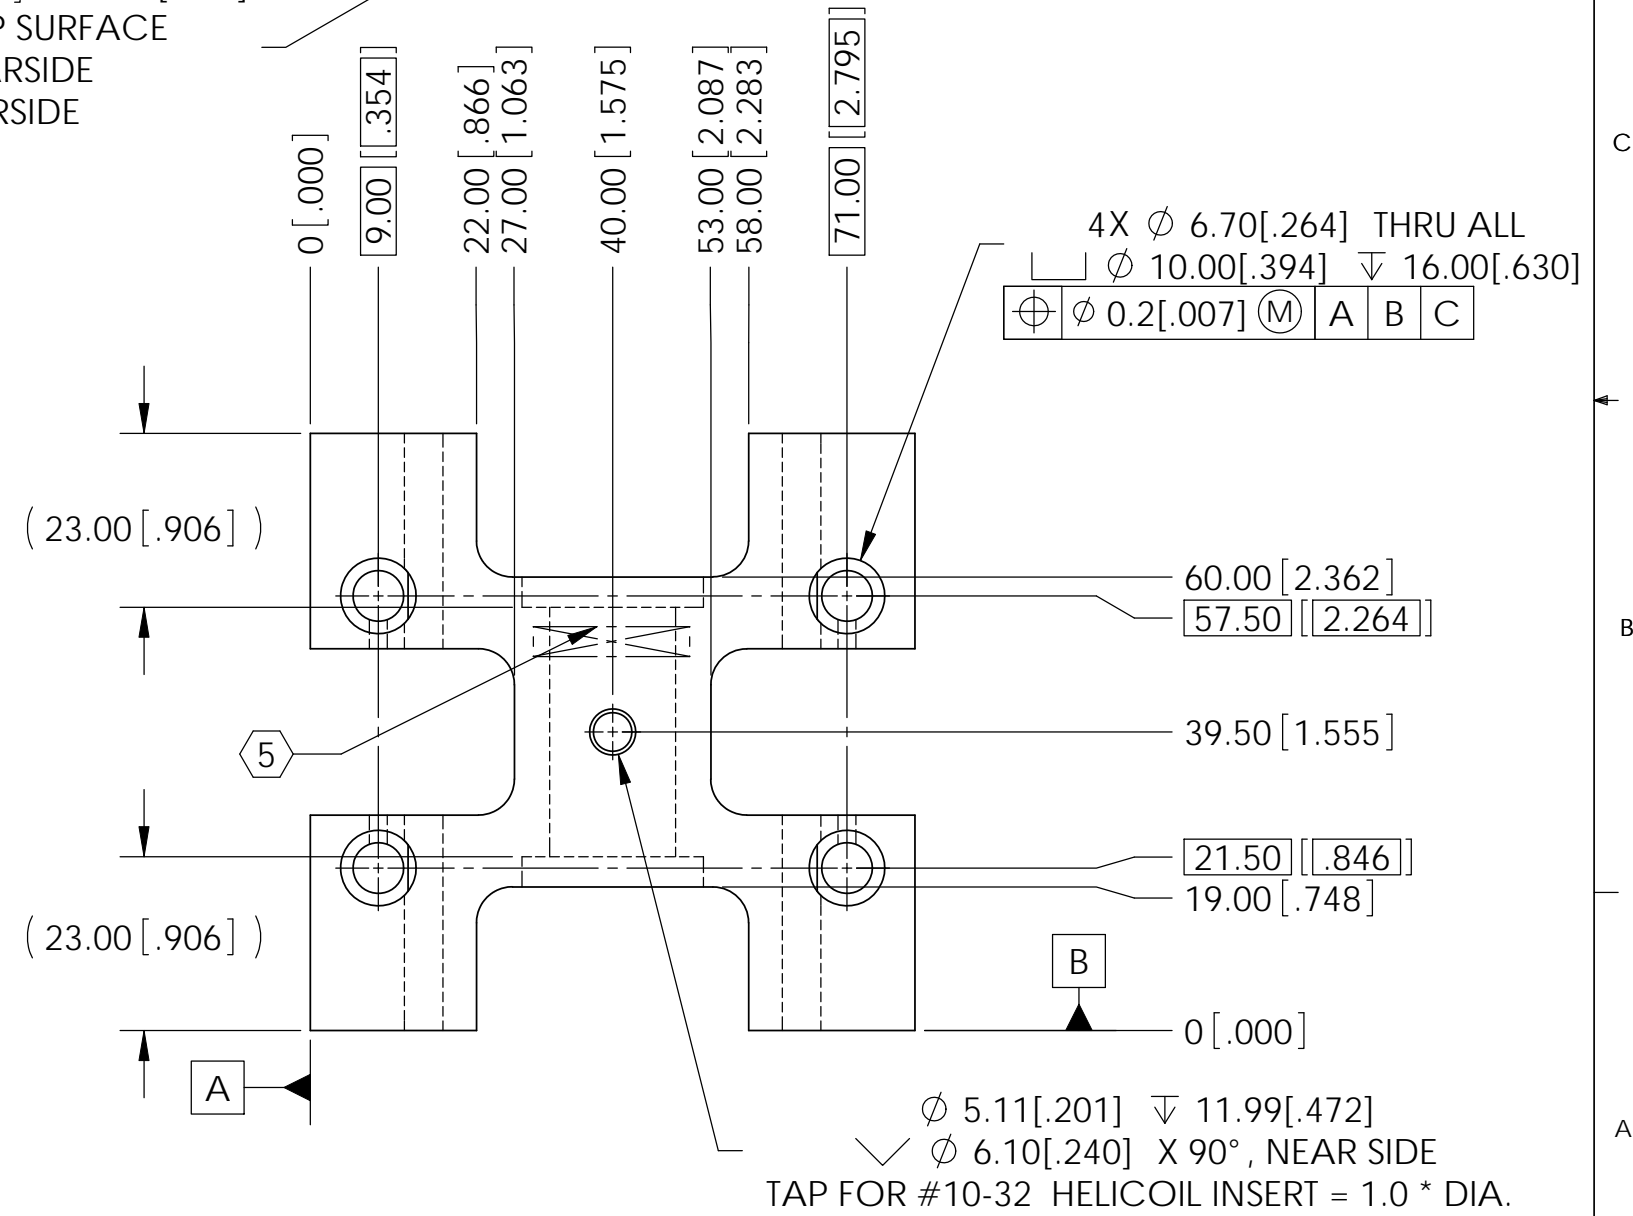 P SURFACE
RSIDE
RSIDE
0 [.000]
9.00 [.354]
22.00 [.866]
27.00 [1.063]
40.00 [1.575]
53.00 [2.087]
58.00 [2.283]
71.00 [2.795]
C
4X ∅ 6.70[.264] THRU ALL
⌴ ∅ 10.00[.394] ↧ 16.00[.630]
⌖ ∅ 0.2[.007] Ⓜ A B C
(23.00 [.906])
60.00 [2.362]
57.50 [2.264]
B
39.50 [1.555]
5
21.50 [.846]
19.00 [.748]
(23.00 [.906])
B
0 [.000]
A
∅ 5.11[.201] ↧ 11.99[.472]
⌵ ∅ 6.10[.240] X 90°, NEAR SIDE
A
TAP FOR #10-32 HELICOIL INSERT = 1.0 * DIA.